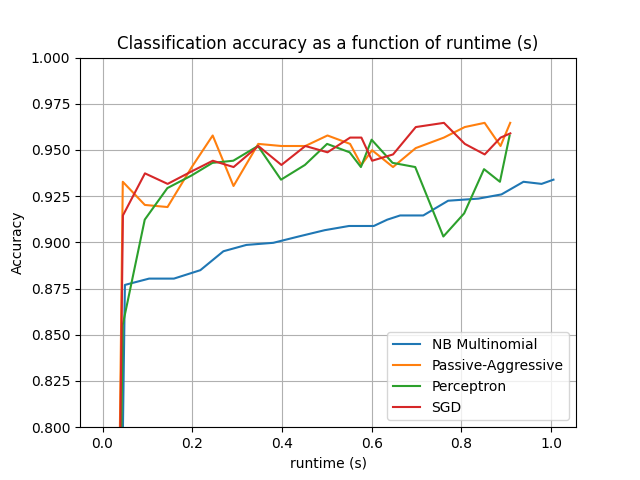 Classification accuracy as a function of runtime (s)
1.000
0.975
0.950
0.925
0.900
0.875
0.850
0.825
0.800
Accuracy
NB Multinomial
Passive-Aggressive
Perceptron
SGD
0.0 0.2 0.4 0.6 0.8 1.0
runtime (s)